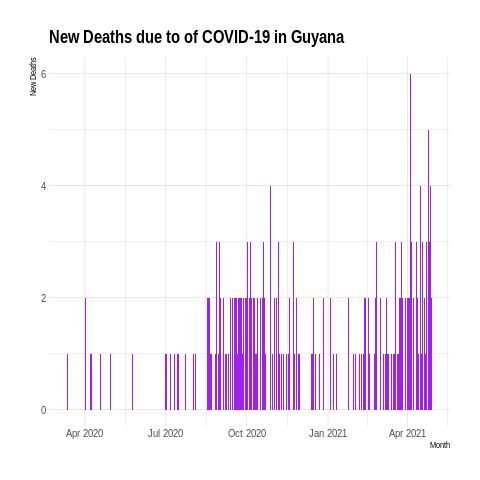 New Deaths due to of COVID-19 in Guyana
New Deaths
6
4
2
0
Apr 2020 Jul 2020 Oct 2020 Jan 2021 Apr 2021
Month